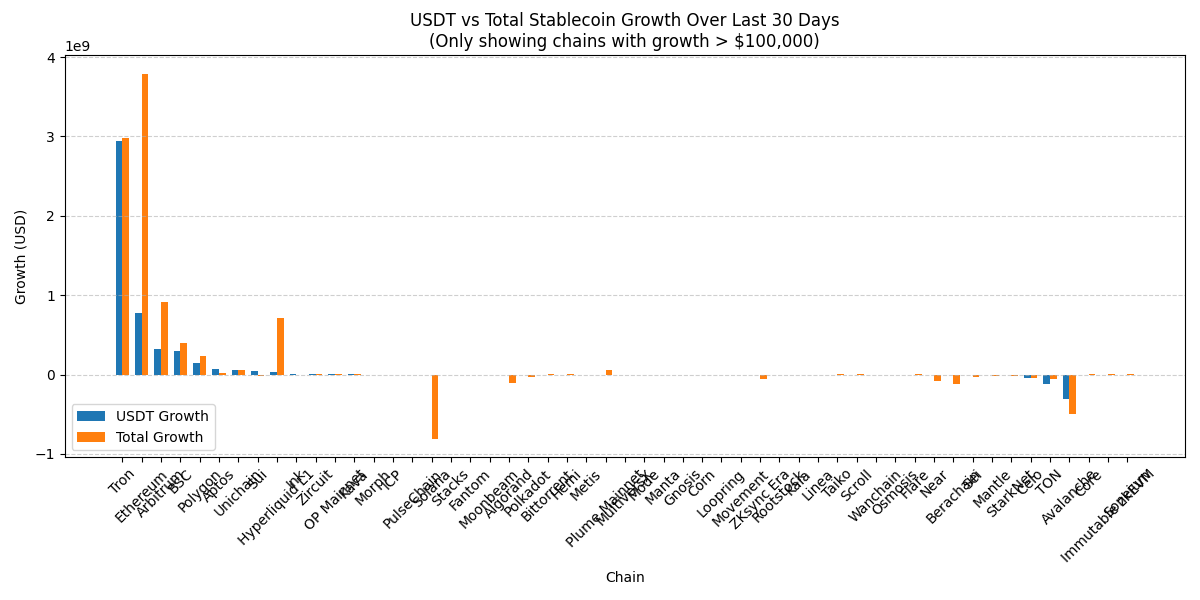 USDT vs Total Stablecoin Growth Over Last 30 Days
(Only showing chains with growth > $100,000)
1e9
4
3
2
1
0
−1
Growth (USD)
USDT Growth
Total Growth
Tron
Ethereum
Arbitrum
BSC
Polygon
Aptos
Unichain
Sui
Hyperliquid L1
Ink
Zircuit
OP Mainnet
Kava
Morph
ICP
PulseChain
Solana
Stacks
Fantom
Moonbeam
Algorand
Polkadot
Bittorrent
Hemi
Metis
Plume Mainnet
Mode
Manta
Gnosis
Corn
Loopring
Movement
ZKsync Era
Rootstock
Kaia
Linea
Taiko
Scroll
Wanchain
Osmosis
Flare
Near
Berachain
Sei
Mantle
StarkNet
Celo
TON
Avalanche
Core
Immutable zkEVM
Chain